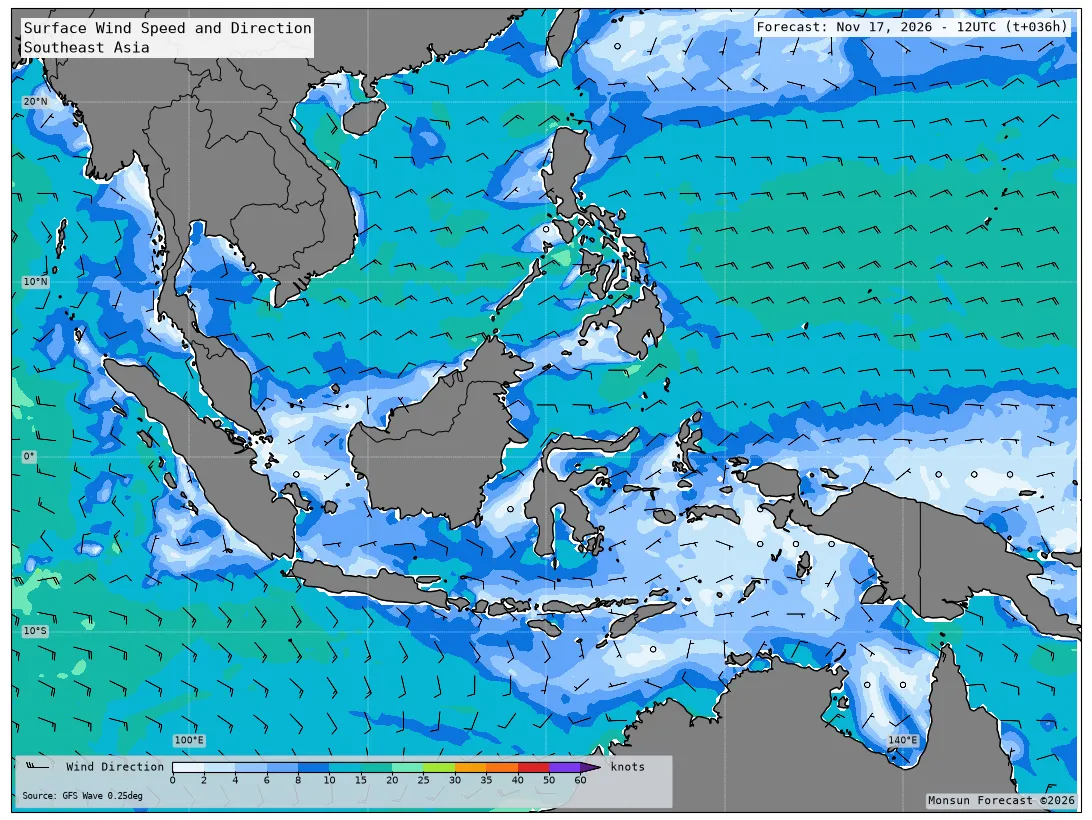 Surface Wind Speed and Direction
Southeast Asia
Forecast: Nov 17, 2026 - 12UTC (t+036h)
20°N
10°N
0°
10°S
100°E
140°E
Wind Direction
0 2 4 6 8 10 15 20 25 30 35 40 50 60
knots
Source: GFS Wave 0.25deg
Monsun Forecast ©2026